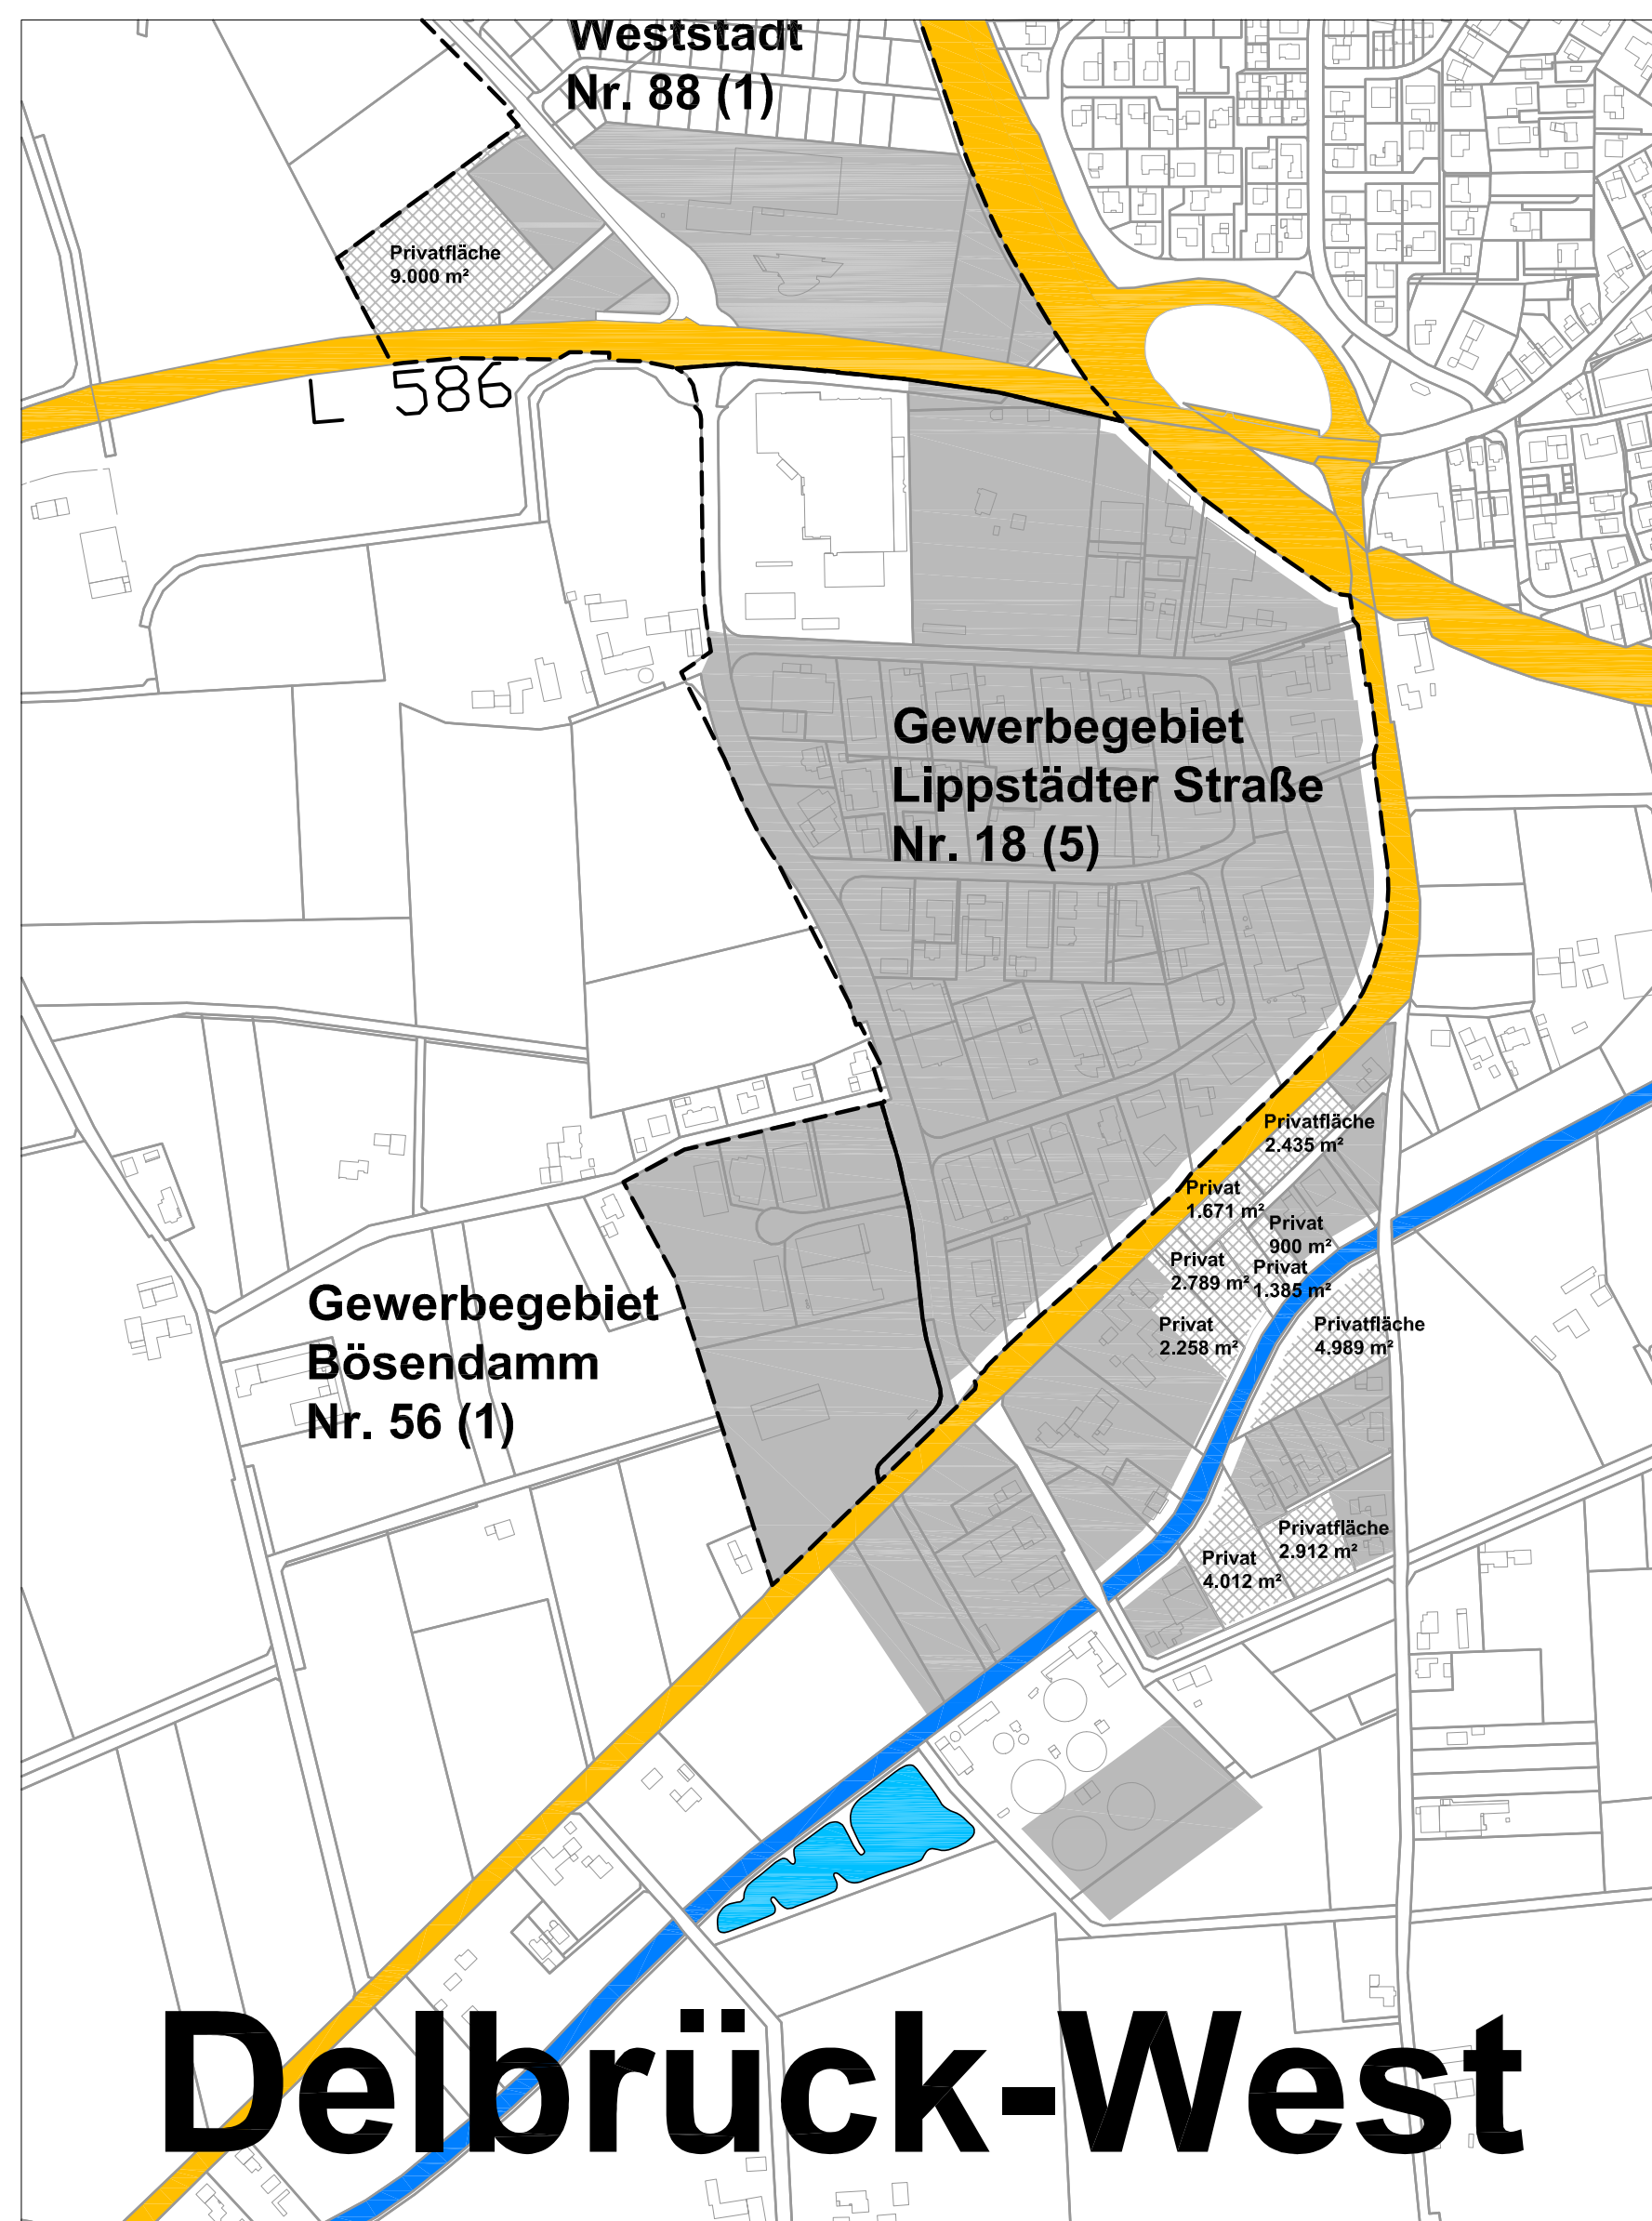 Weststadt
Nr. 88 (1)
Privatfläche
9.000 m²
L 586
Gewerbegebiet
Lippstädter Straße
Nr. 18 (5)
Privatfläche
2.435 m²
Privat
1.671 m²
Privat
900 m²
Privat
2.789 m²
Privat
1.385 m²
Privat
2.258 m²
Privatfläche
4.989 m²
Gewerbegebiet
Bösendamm
Nr. 56 (1)
Privatfläche
2.912 m²
Privat
4.012 m²
Delbrück-West